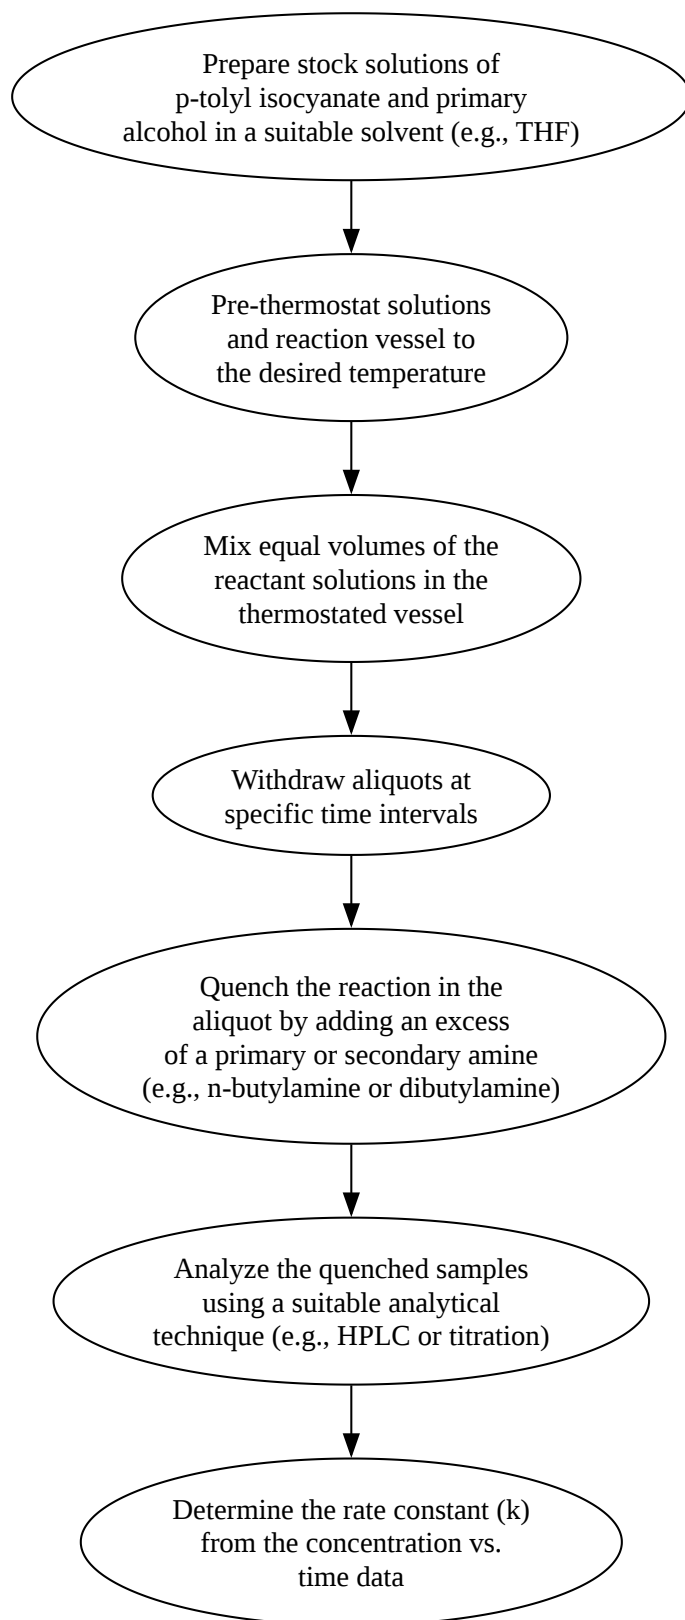 Prepare stock solutions of
p-tolyl isocyanate and primary
alcohol in a suitable solvent (e.g., THF)
Pre-thermostat solutions
and reaction vessel to
the desired temperature
Mix equal volumes of the
reactant solutions in the
thermostated vessel
Withdraw aliquots at
specific time intervals
Quench the reaction in the
aliquot by adding an excess
of a primary or secondary amine
(e.g., n-butylamine or dibutylamine)
Analyze the quenched samples
using a suitable analytical
technique (e.g., HPLC or titration)
Determine the rate constant (k)
from the concentration vs.
time data